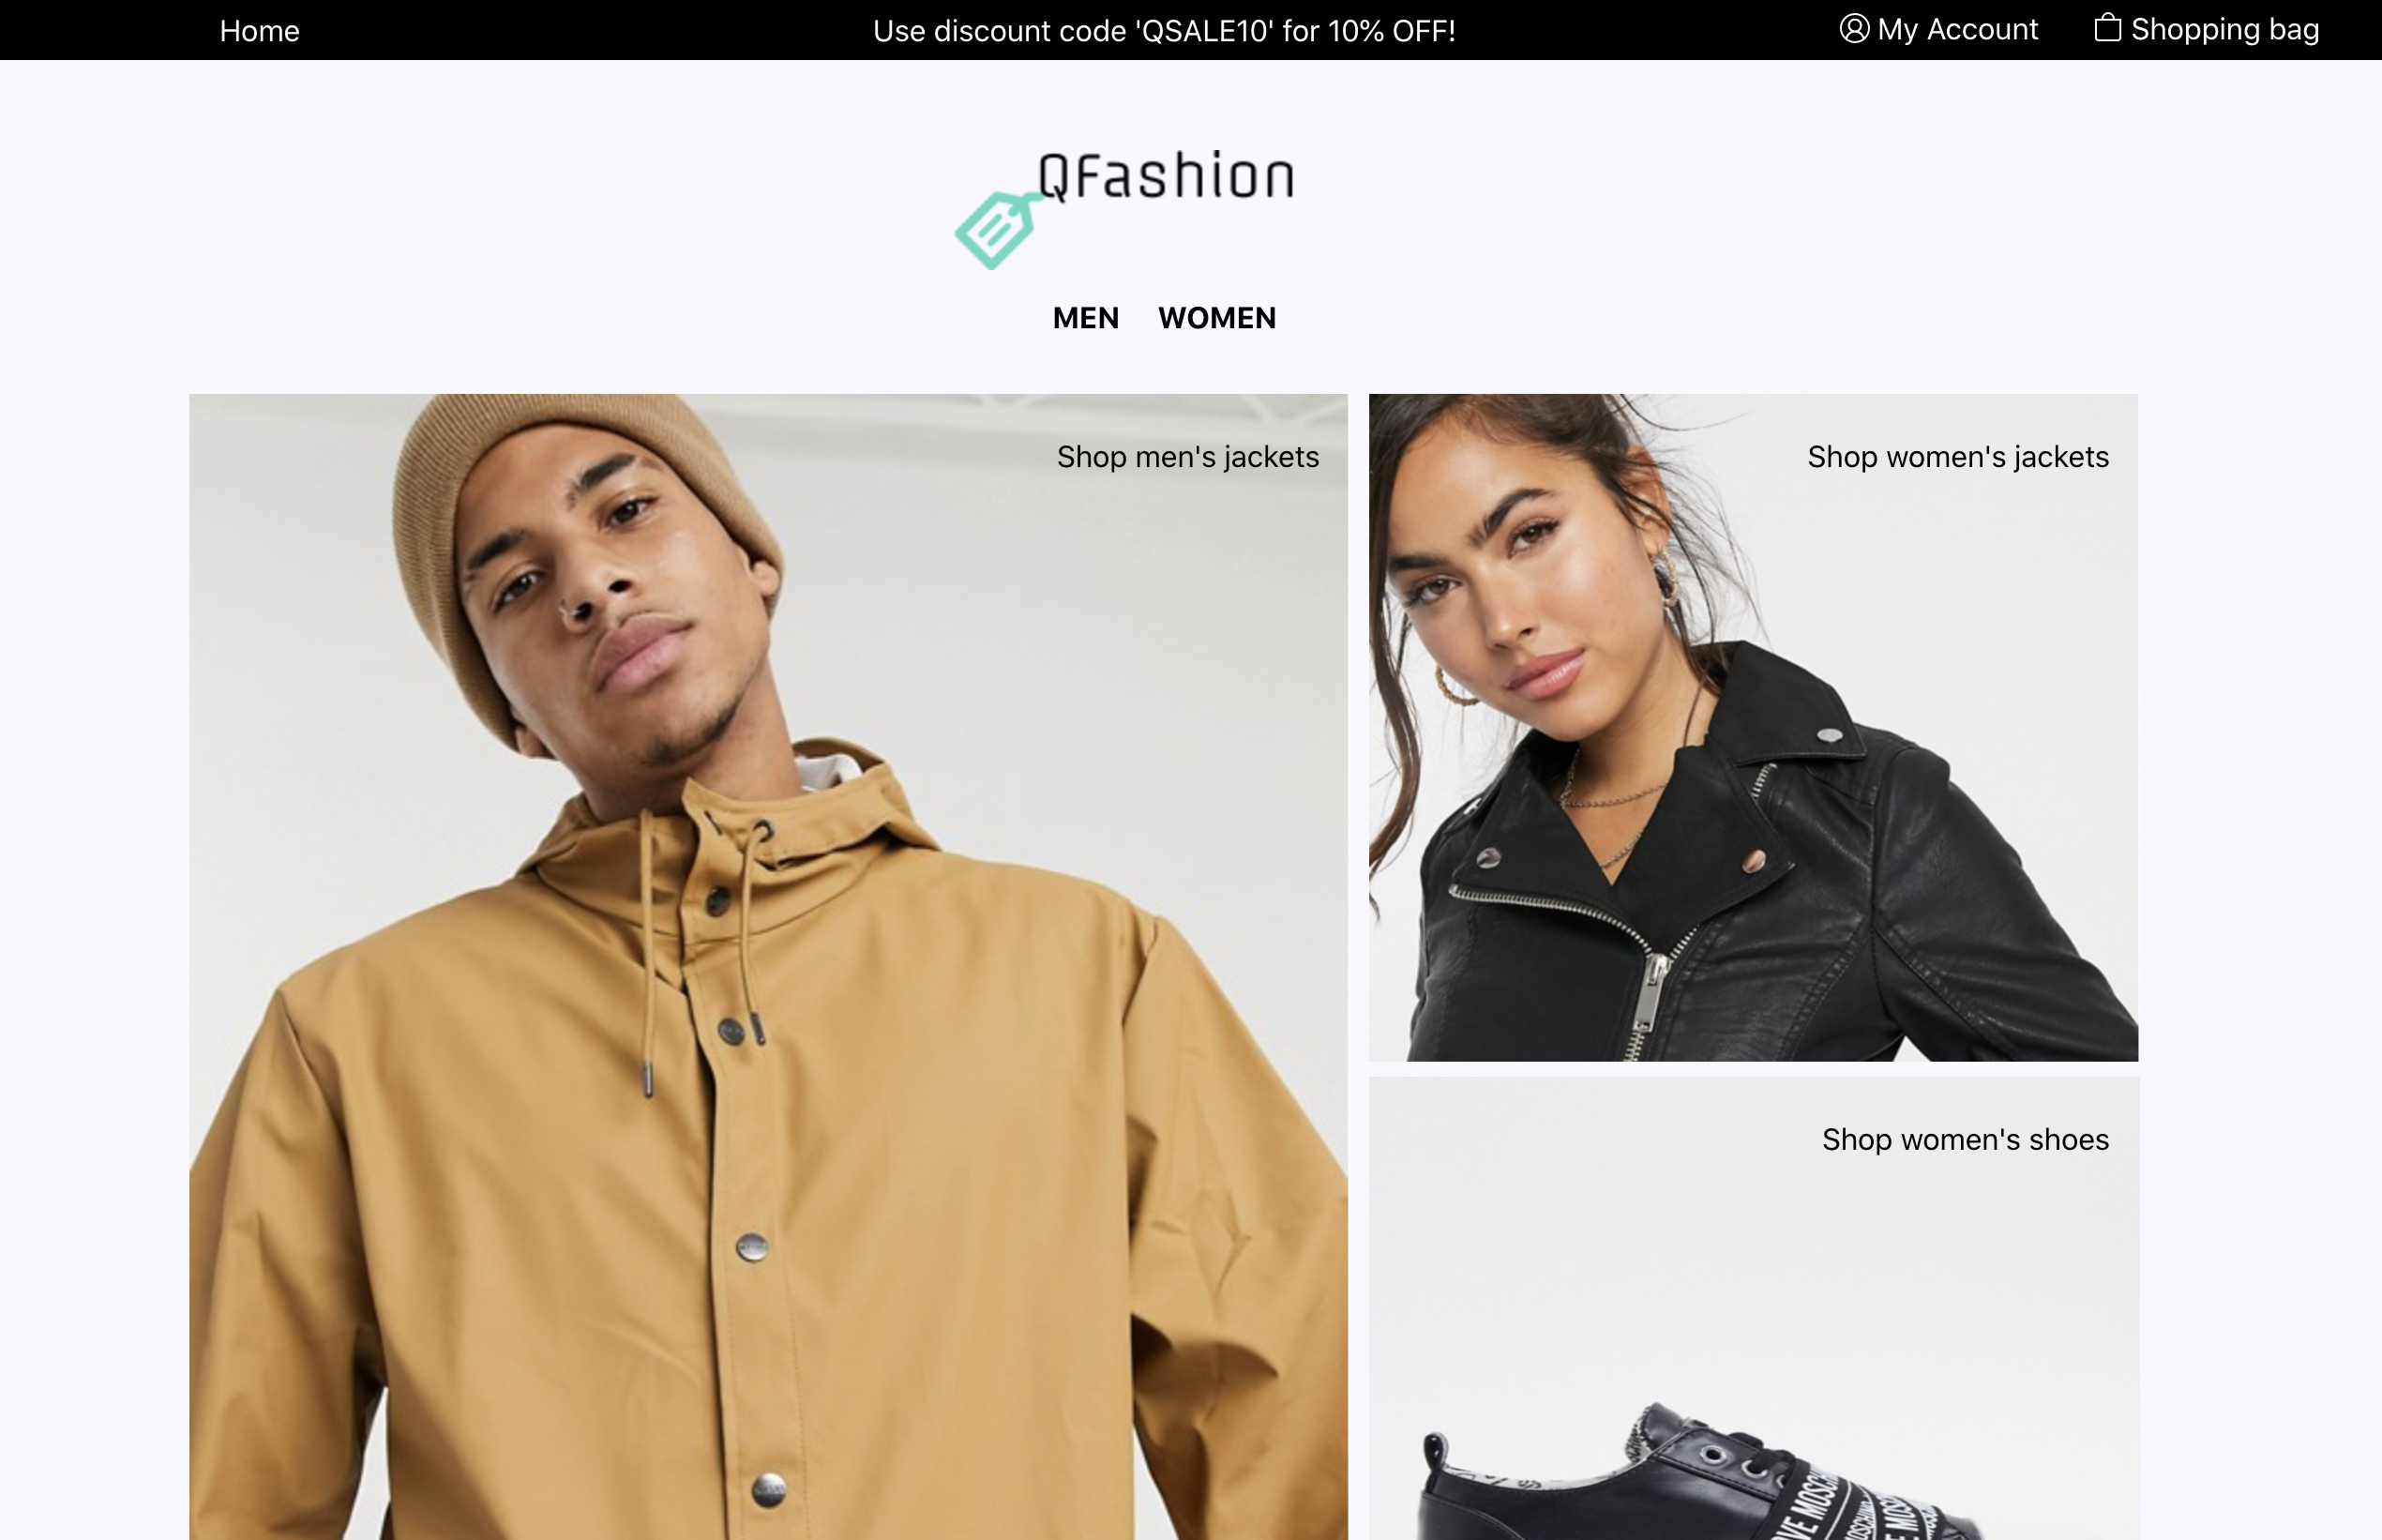 Home
Use discount code 'QSALE10' for 10% OFF!
My Account
Shopping bag
QFashion
MEN WOMEN
Shop men's jackets
Shop women's jackets
Shop women's shoes